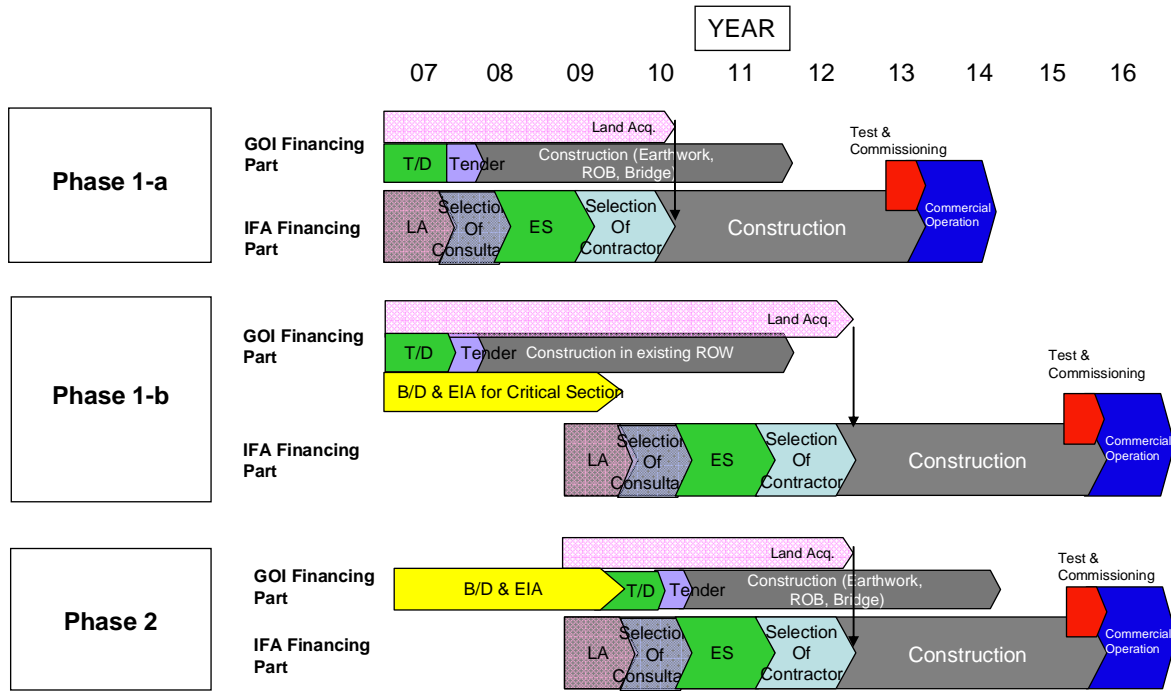 YEAR
07 08 09 10 11 12 13 14 15 16
Phase 1-a
GOI Financing
Part
Land Acq.
T/D
Tender
Construction (Earthwork,
ROB, Bridge)
Test &
Commissioning
IFA Financing
Part
LA
Selection
Of
Consulta
ES
Selection
Of
Contractor
Construction
Commercial
Operation
Phase 1-b
GOI Financing
Part
Land Acq.
T/D
Tender
Construction in existing ROW
B/D & EIA for Critical Section
Test &
Commissioning
IFA Financing
Part
LA
Selection
Of
Consulta
ES
Selection
Of
Contractor
Construction
Commercial
Operation
Phase 2
GOI Financing
Part
Land Acq.
B/D & EIA
T/D
Tender
Construction (Earthwork,
ROB, Bridge)
Test &
Commissioning
IFA Financing
Part
LA
Selection
Of
Consulta
ES
Selection
Of
Contractor
Construction
Commercial
Operation